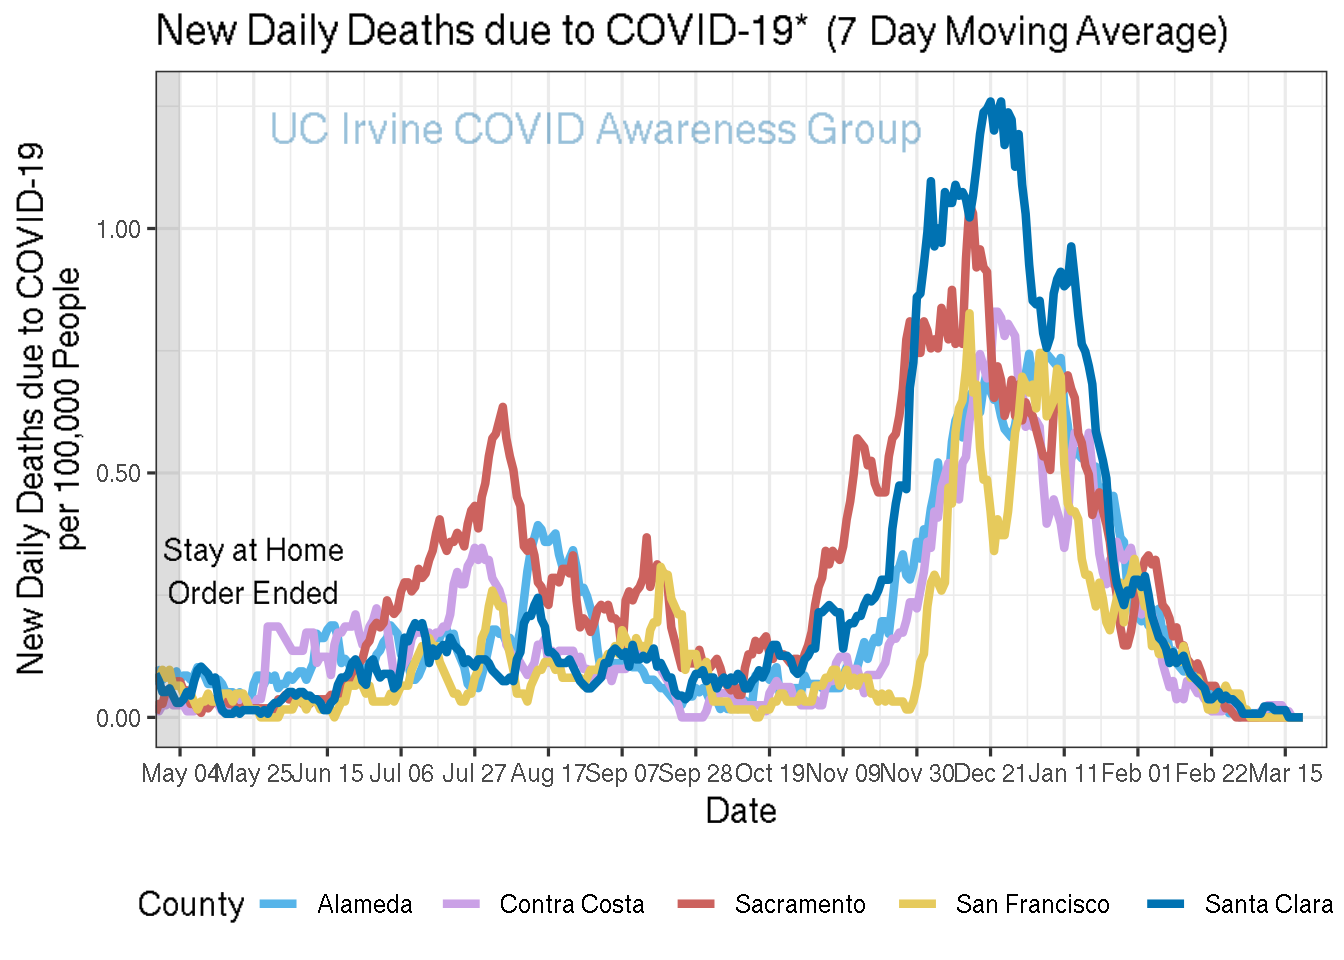 New Daily Deaths due to COVID-19* (7 Day Moving Average)
UC Irvine COVID Awareness Group
New Daily Deaths due to COVID-19
per 100,000 People
1.00
0.50
0.00
Stay at Home
Order Ended
May 04 May 25 Jun 15 Jul 06 Jul 27 Aug 17 Sep 07 Sep 28 Oct 19 Nov 09 Nov 30 Dec 21 Jan 11 Feb 01 Feb 22 Mar 15
Date
County Alameda Contra Costa Sacramento San Francisco Santa Clara